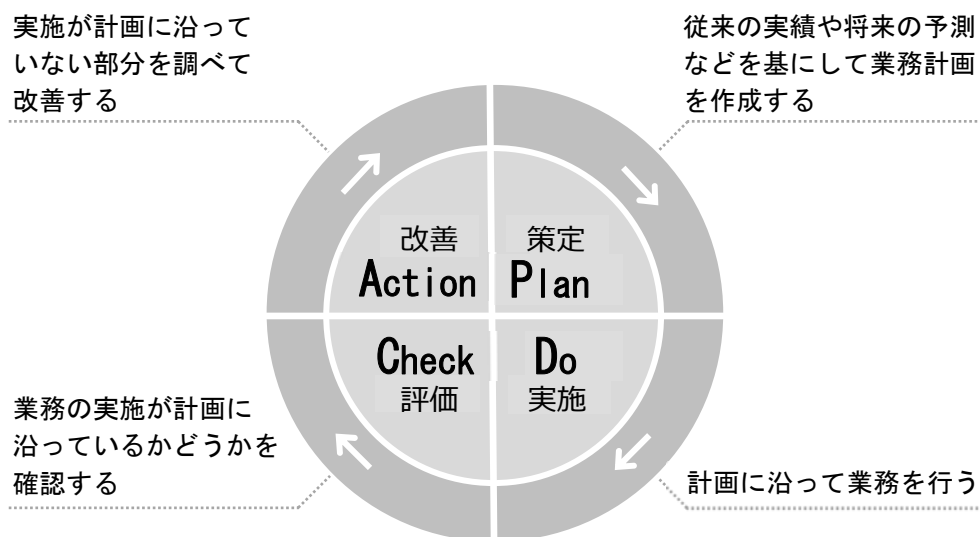 実施が計画に沿って
いない部分を調べて
改善する
従来の実績や将来の予測
などを基にして業務計画
を作成する
改善
Action
策定
Plan
Check
評価
Do
実施
業務の実施が計画に
沿っているかどうかを
確認する
計画に沿って業務を行う